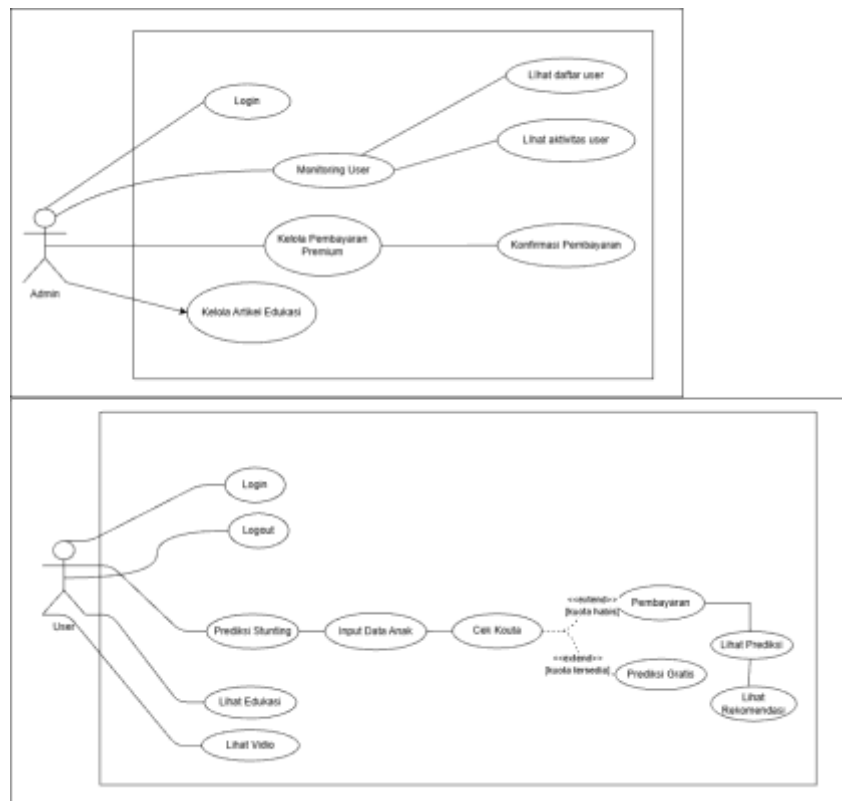 Lihat daftar user
Login
Lihat aktivitas user
Monitoring User
Kelola Pembayaran
Premium
Konfirmasi Pembayaran
Admin
Kelola Artikel Edukasi
Login
Logout
User
Prediksi Stunting
Input Data Anak
Cek Kouta
<<extend>>
[kuota habis]
Pembayaran
Lihat Prediksi
<<extend>>
[kuota tersedia]
Prediksi Gratis
Lihat Edukasi
Lihat
Rekomendasi
Lihat Vidio